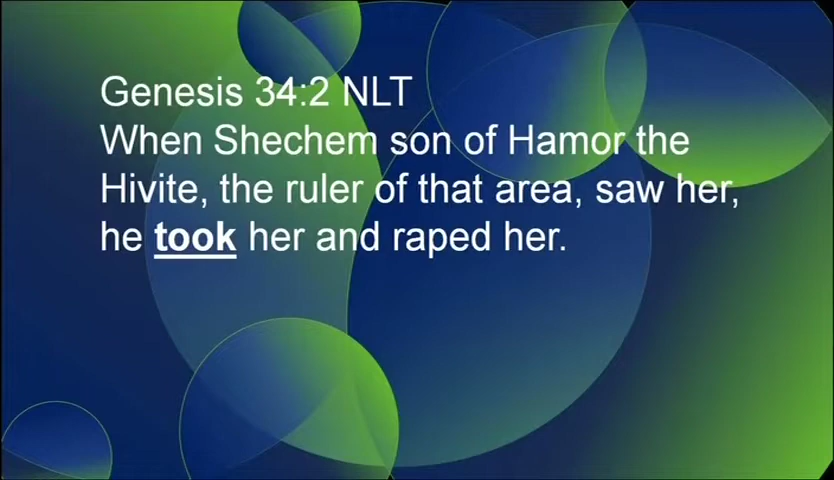 Genesis 34:2 NLT
When Shechem son of Hamor the
Hivite, the ruler of that area, saw her,
he took her and raped her.